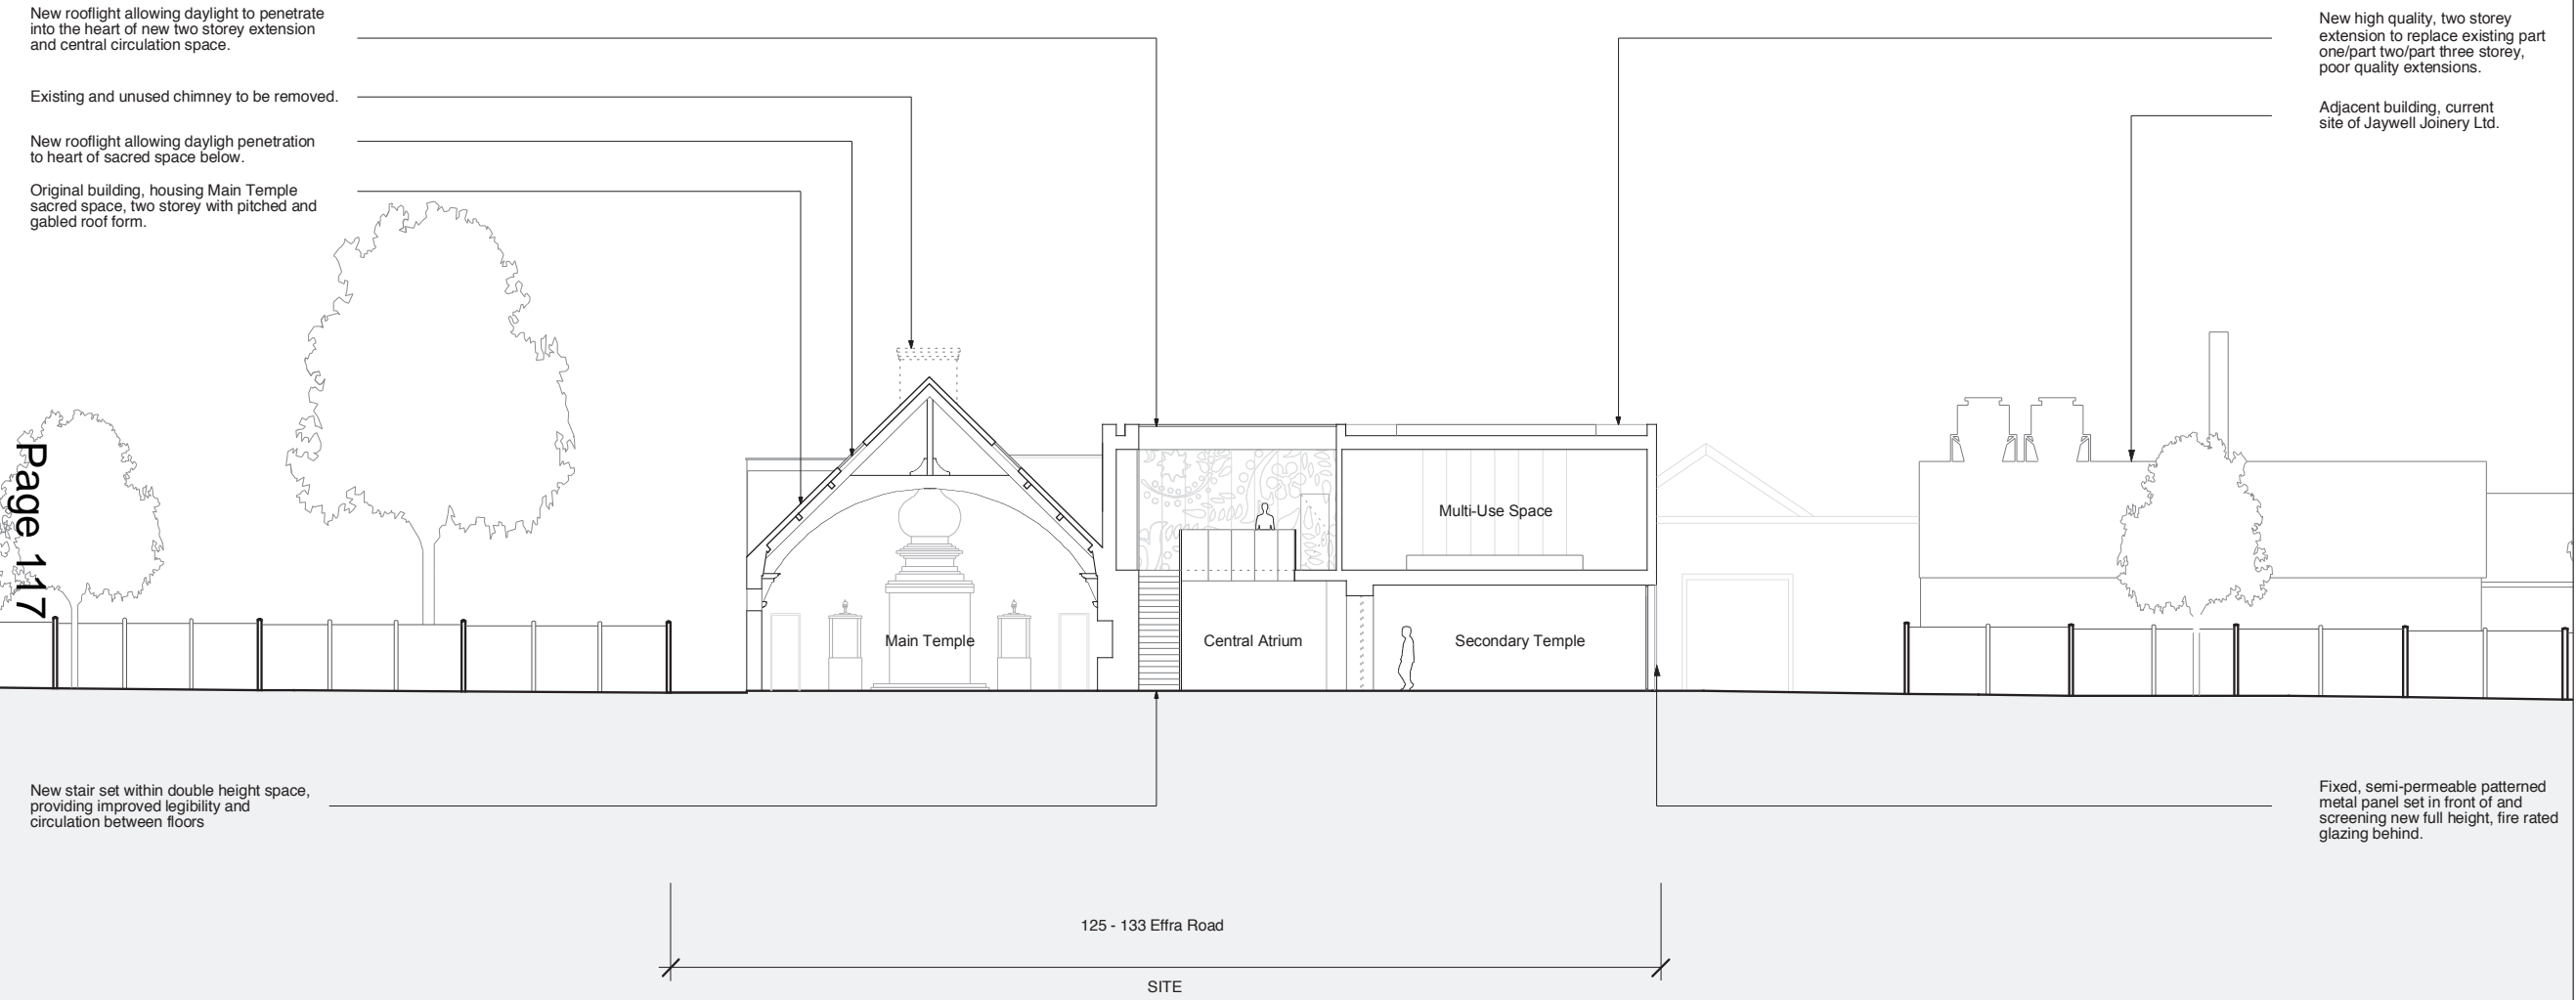 New rooflight allowing daylight to penetrate
into the heart of new two storey extension
and central circulation space.
Existing and unused chimney to be removed.
New rooflight allowing dayligh penetration
to heart of sacred space below.
Original building, housing Main Temple
sacred space, two storey with pitched and
gabled roof form.
New high quality, two storey
extension to replace existing part
one/part two/part three storey,
poor quality extensions.
Adjacent building, current
site of Jaywell Joinery Ltd.
Page 117
Multi-Use Space
Main Temple
Central Atrium
Secondary Temple
New stair set within double height space,
providing improved legibility and
circulation between floors
Fixed, semi-permeable patterned
metal panel set in front of and
screening new full height, fire rated
glazing behind.
125 - 133 Effra Road
SITE